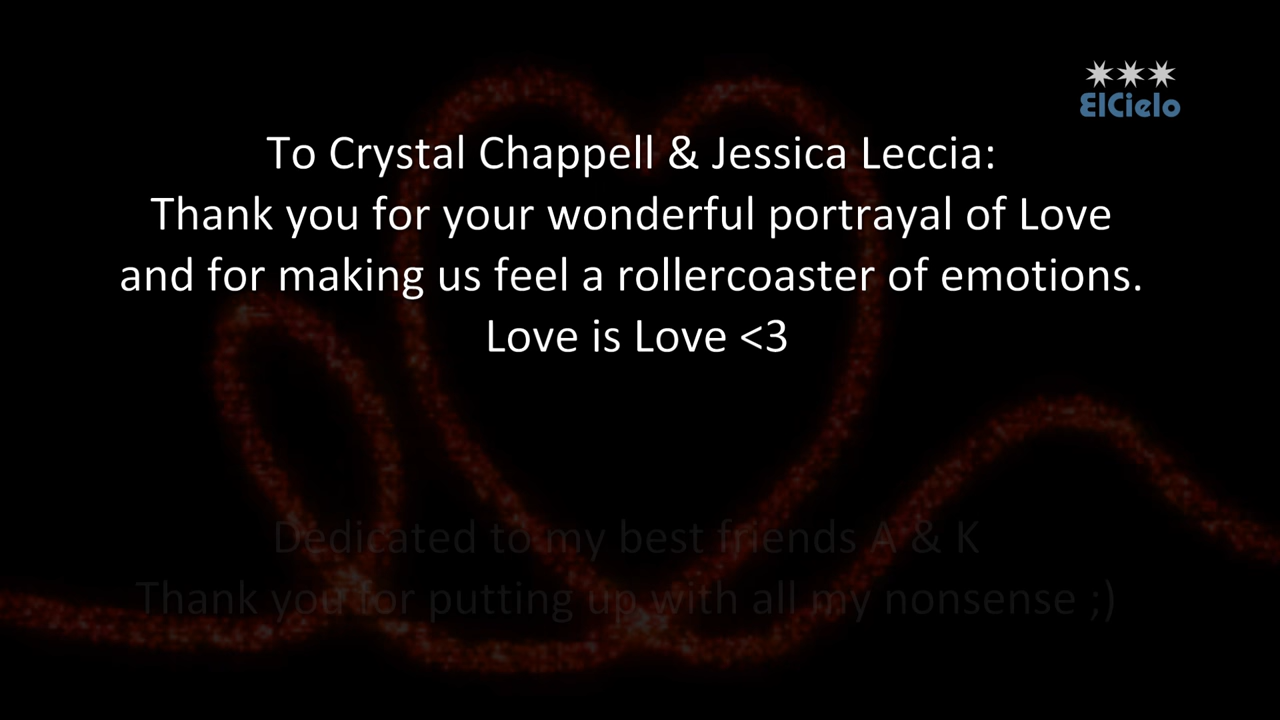 ElCielo
To Crystal Chappell & Jessica Leccia:
Thank you for your wonderful portrayal of Love
and for making us feel a rollercoaster of emotions.
Love is Love <3
Dedicated to my best friends A & K
Thank you for putting up with all my nonsense ;)